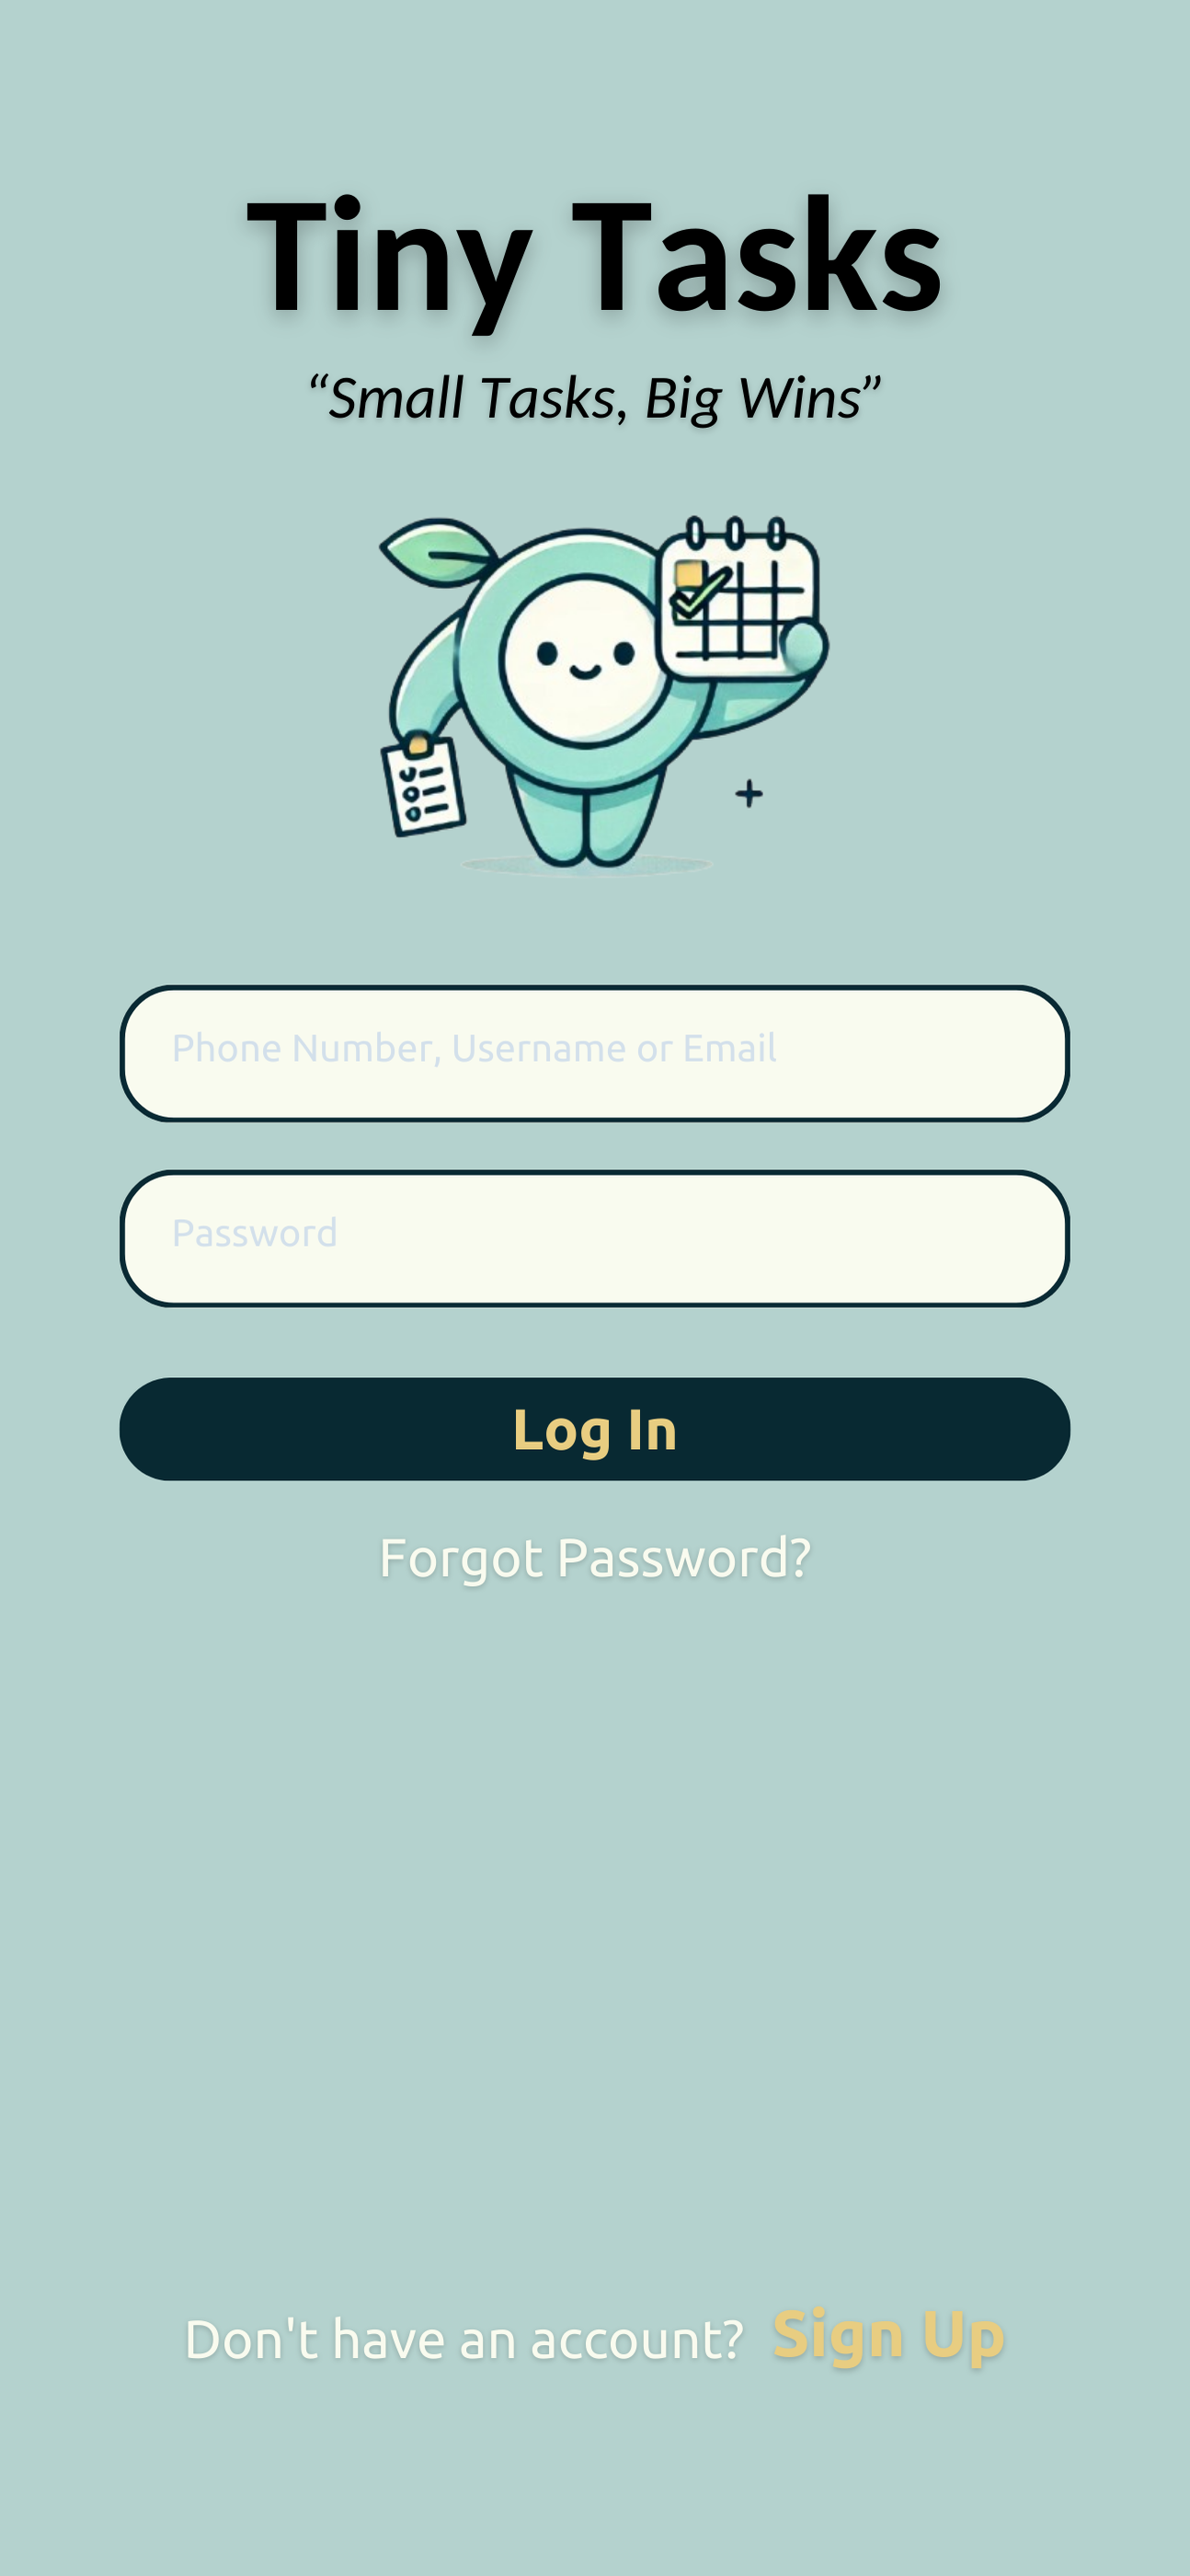 Tiny Tasks
“Small Tasks, Big Wins”
Phone Number, Username or Email
Password
Log In
Forgot Password?
Don't have an account? Sign Up